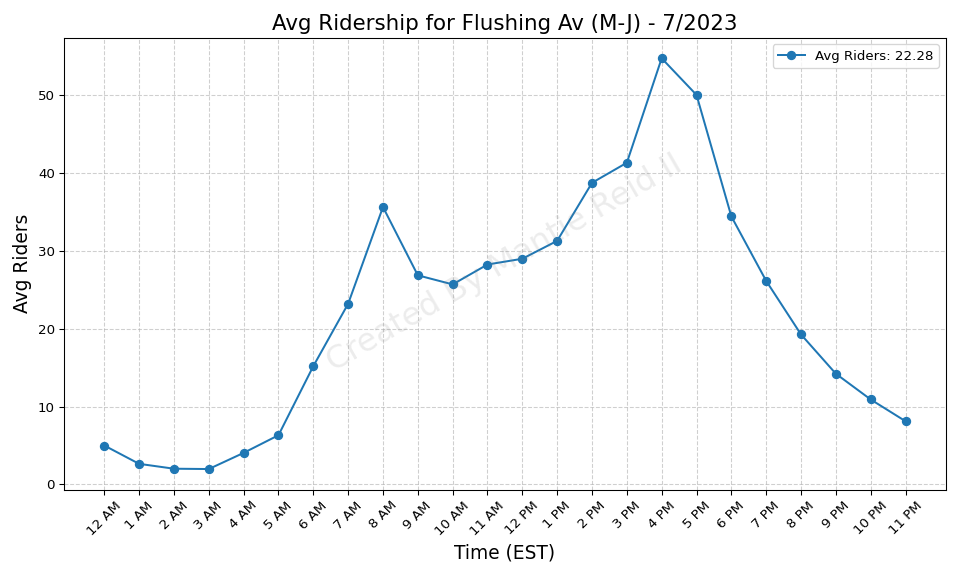 Avg Ridership for Flushing Av (M-J) - 7/2023
Avg Riders: 22.28
Avg Riders
50
40
30
20
10
0
Created By Mantie Reid II
12 AM
1 AM
2 AM
3 AM
4 AM
5 AM
6 AM
7 AM
8 AM
9 AM
10 AM
11 AM
12 PM
1 PM
2 PM
3 PM
4 PM
5 PM
6 PM
7 PM
8 PM
9 PM
10 PM
11 PM
Time (EST)